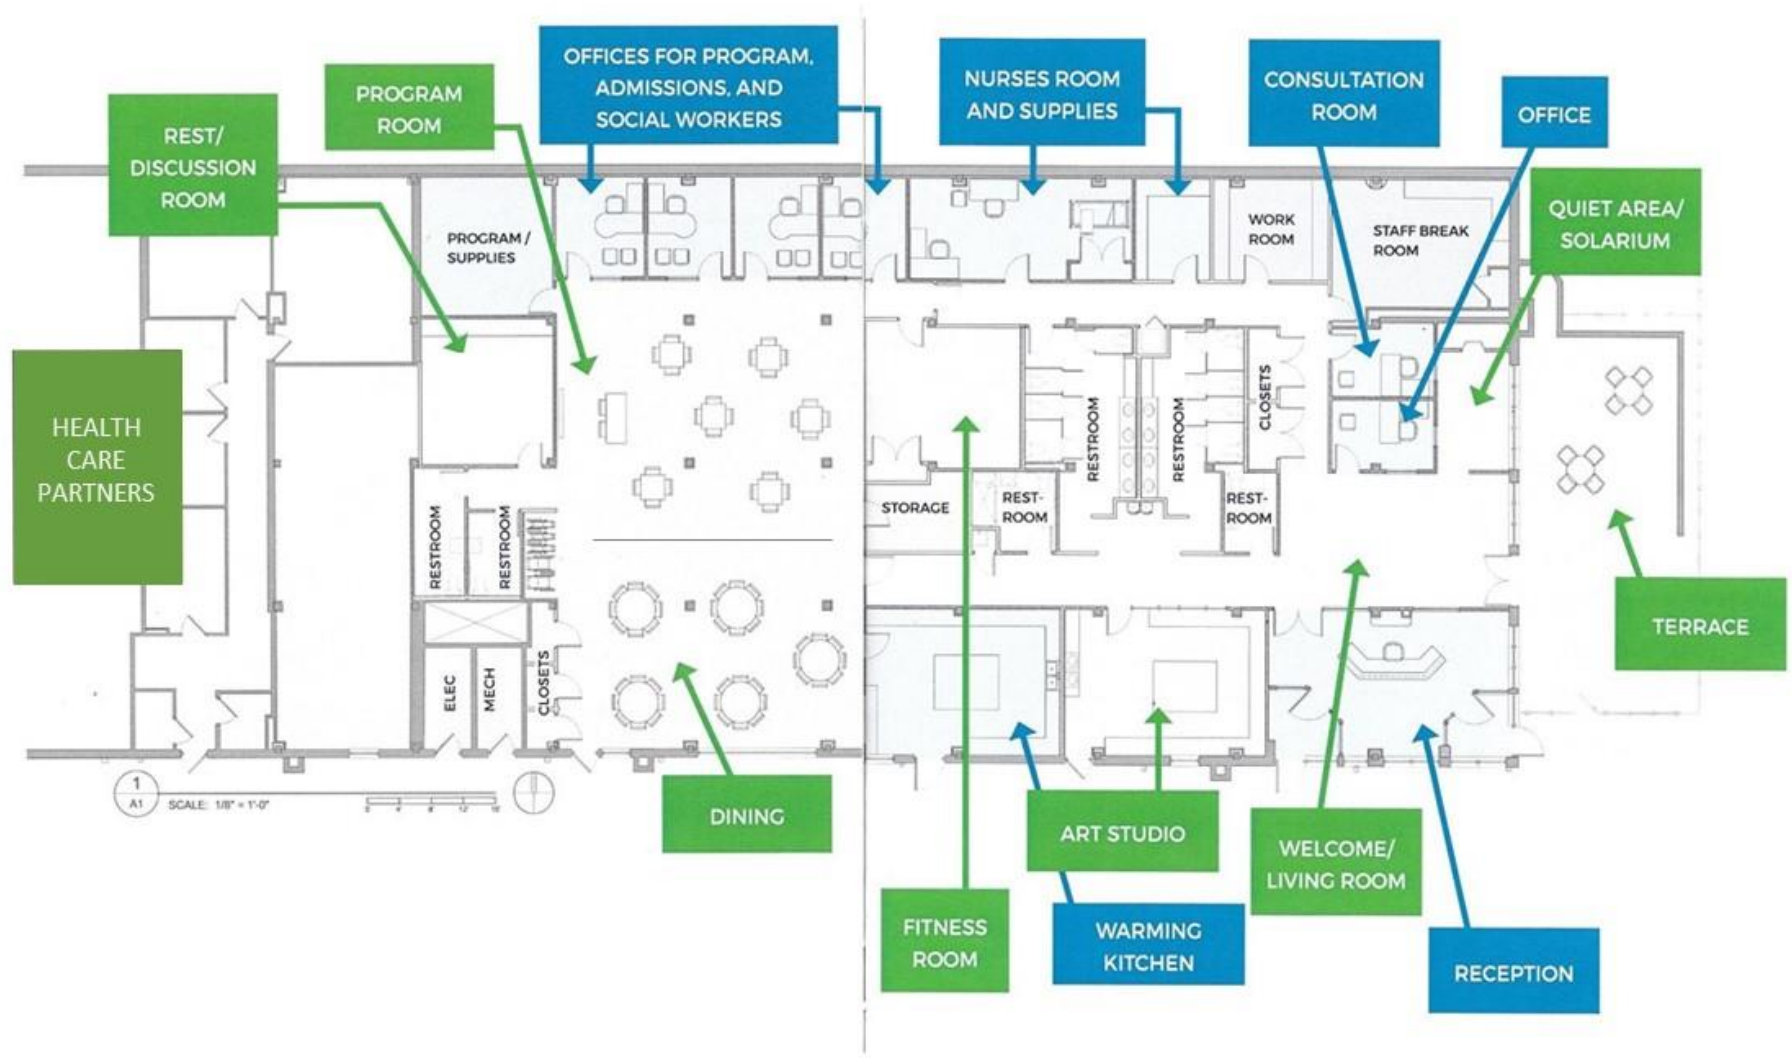 OFFICES FOR PROGRAM,
ADMISSIONS, AND
SOCIAL WORKERS
NURSES ROOM
AND SUPPLIES
CONSULTATION
ROOM
OFFICE
PROGRAM
ROOM
REST/
DISCUSSION
ROOM
QUIET AREA/
SOLARIUM
PROGRAM /
SUPPLIES
WORK
ROOM
STAFF BREAK
ROOM
HEALTH
CARE
PARTNERS
CLOSETS
RESTROOM
RESTROOM
STORAGE
REST-
ROOM
REST-
ROOM
RESTROOM
RESTROOM
TERRACE
ELEC
MECH
CLOSETS
1
A1
SCALE: 1/8" = 1'-0"
DINING
ART STUDIO
WELCOME/
LIVING ROOM
FITNESS
ROOM
WARMING
KITCHEN
RECEPTION